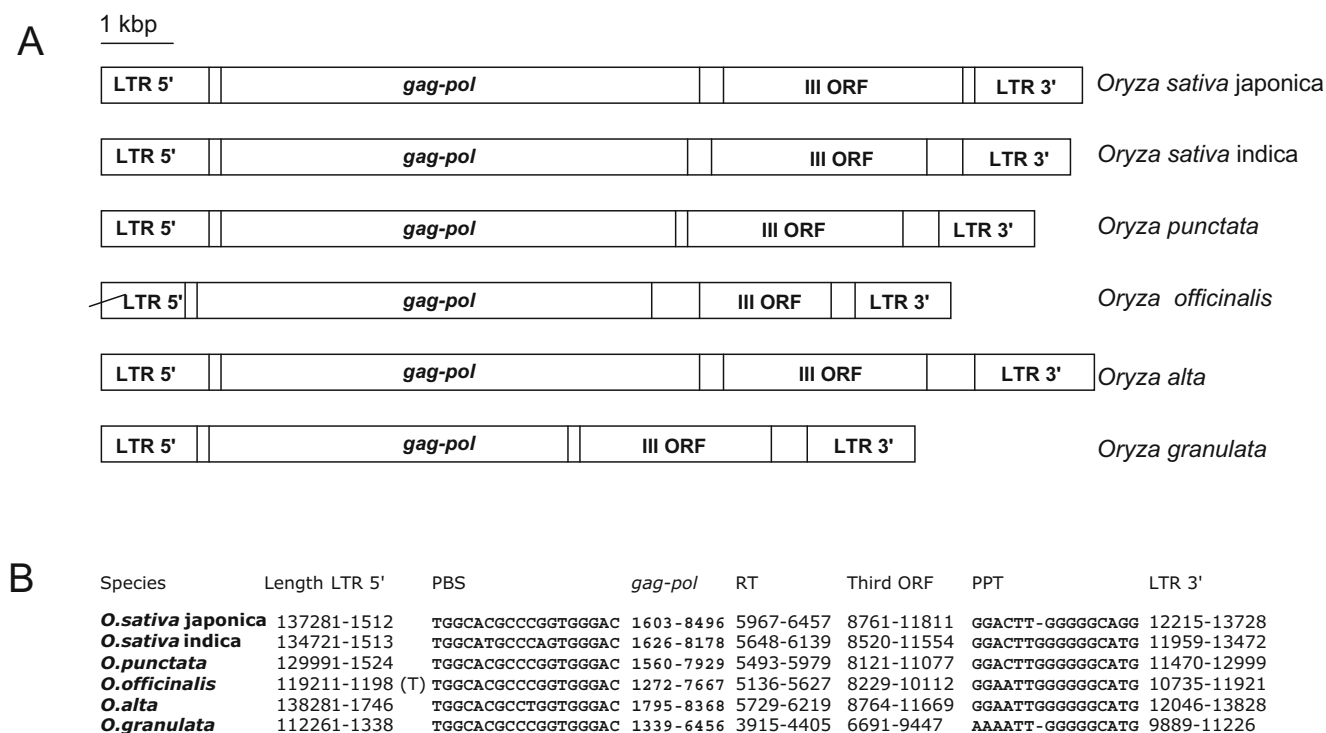 A
1 kbp
LTR 5' gag-pol III ORF LTR 3' Oryza sativa japonica
LTR 5' gag-pol III ORF LTR 3' Oryza sativa indica
LTR 5' gag-pol III ORF LTR 3' Oryza punctata
LTR 5' gag-pol III ORF LTR 3' Oryza officinalis
LTR 5' gag-pol III ORF LTR 3' Oryza alta
LTR 5' gag-pol III ORF LTR 3' Oryza granulata
B
Species Length LTR 5' PBS gag-pol RT Third ORF PPT LTR 3'
O.sativa japonica 137281-1512 TGGCACGCCCGGTGGGAC 1603-8496 5967-6457 8761-11811 GGACTT-GGGGGCAGG 12215-13728
O.sativa indica 134721-1513 TGGCATGCCCAGTGGGAC 1626-8178 5648-6139 8520-11554 GGACTTGGGGGGCATG 11959-13472
O.punctata 129991-1524 TGGCACGCCCGGTGGGAC 1560-7929 5493-5979 8121-11077 GGACTTGGGGGGCATG 11470-12999
O.officinalis 119211-1198 (T) TGGCACGCCCGGTGGGAC 1272-7667 5136-5627 8229-10112 GGAATTGGGGGGCATG 10735-11921
O.alta 138281-1746 TGGCACGCCTGGTGGGAC 1795-8368 5729-6219 8764-11669 GGAATTGGGGGGCATG 12046-13828
O.granulata 112261-1338 TGGCACGCCCGGTGGGAC 1339-6456 3915-4405 6691-9447 AAAATT-GGGGGCATG 9889-11226